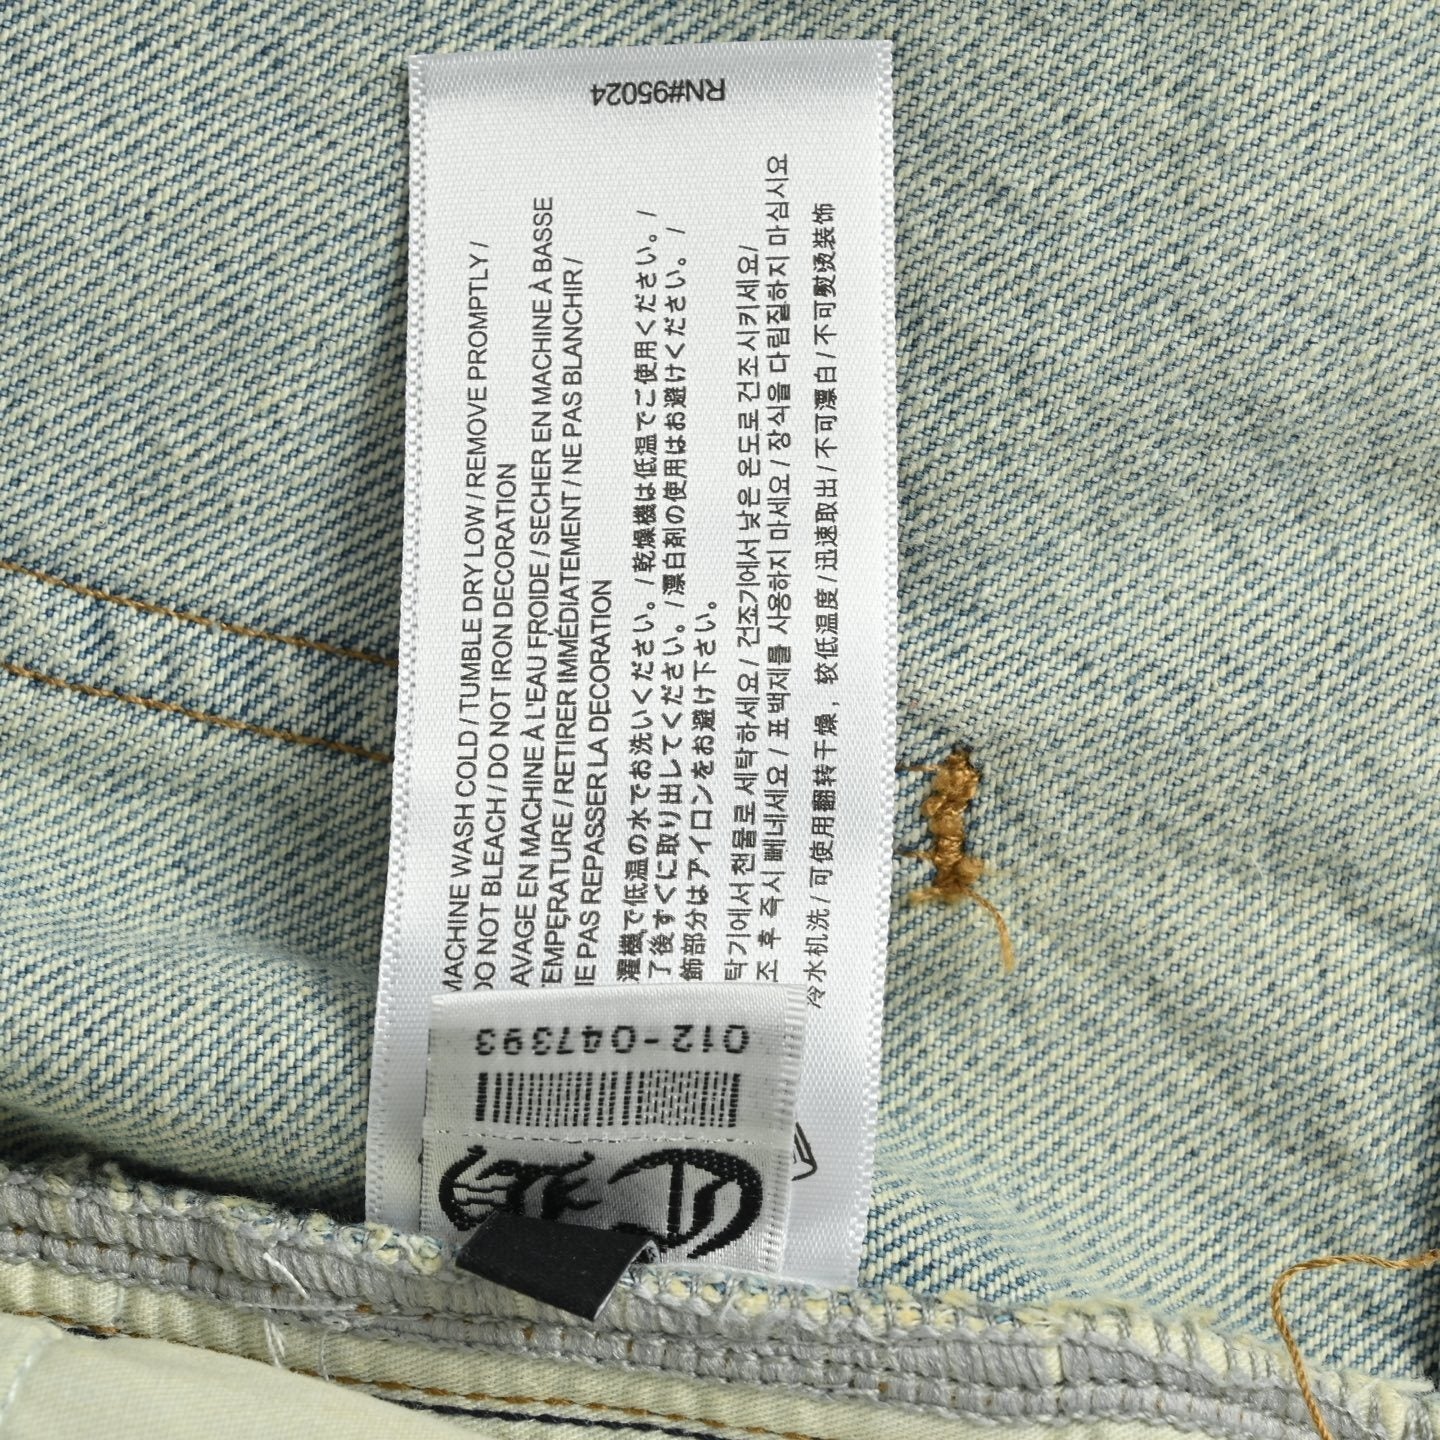 RN#95024
MACHINE WASH COLD / TUMBLE DRY LOW / REMOVE PROMPTLY /
DO NOT BLEACH / DO NOT IRON DECORATION
AVAGE EN MACHINE À L'EAU FROIDE / SECHER EN MACHINE À BASSE
TEMPERATURE / RETIRER IMMÉDIATEMENT / NE PAS BLANCHIR /
NE PAS REPASSER LA DECORATION
濯機で低温の水でお洗いください。/ 乾燥機は低温でご使用ください。/
了後すぐに取り出してください。/ 漂白剤の使用はお避けください。/
飾部分はアイロンをお避け下さい。
탁기에서 찬물로 세탁하세요 / 건조기에서 낮은 온도로 건조시키세요/
조 후 즉시 빼네세요 / 표백제를 사용하지 마세요 / 장식을 다림질하지 마십시요
冷水机洗 / 可使用翻转干燥，较低温度 / 迅速取出 / 不可漂白 / 不可熨烫装饰
012-047393